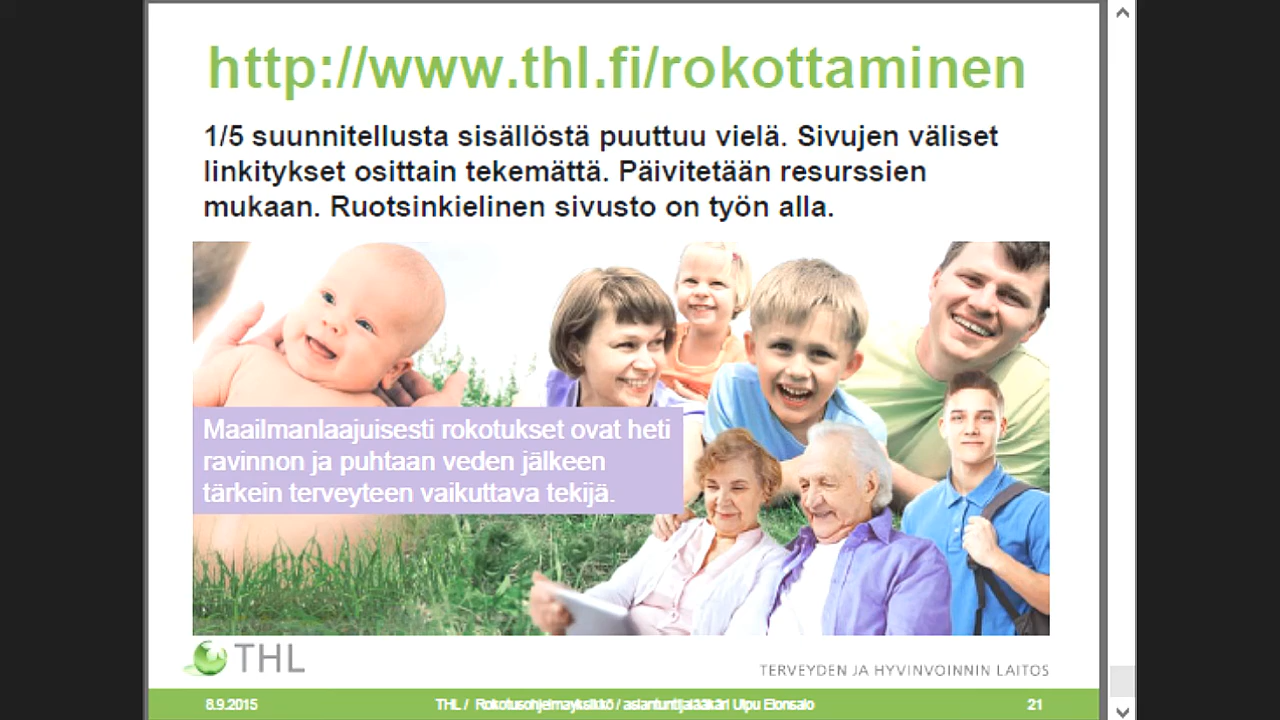 http://www.thl.fi/rokottaminen
1/5 suunnitellusta sisällöstä puuttuu vielä. Sivujen väliset
linkitykset osittain tekemättä. Päivitetään resurssien
mukaan. Ruotsinkielinen sivusto on työn alla.
Maailmanlaajuisesti rokotukset ovat heti
ravinnon ja puhtaan veden jälkeen
tärkein terveyteen vaikuttava tekijä.
THL
TERVEYDEN JA HYVINVOINNIN LAITOS
8.9.2015
THL / Rokotusohjelmayksikkö / asiantuntijalääkäri Ulpu Elonsalo
21